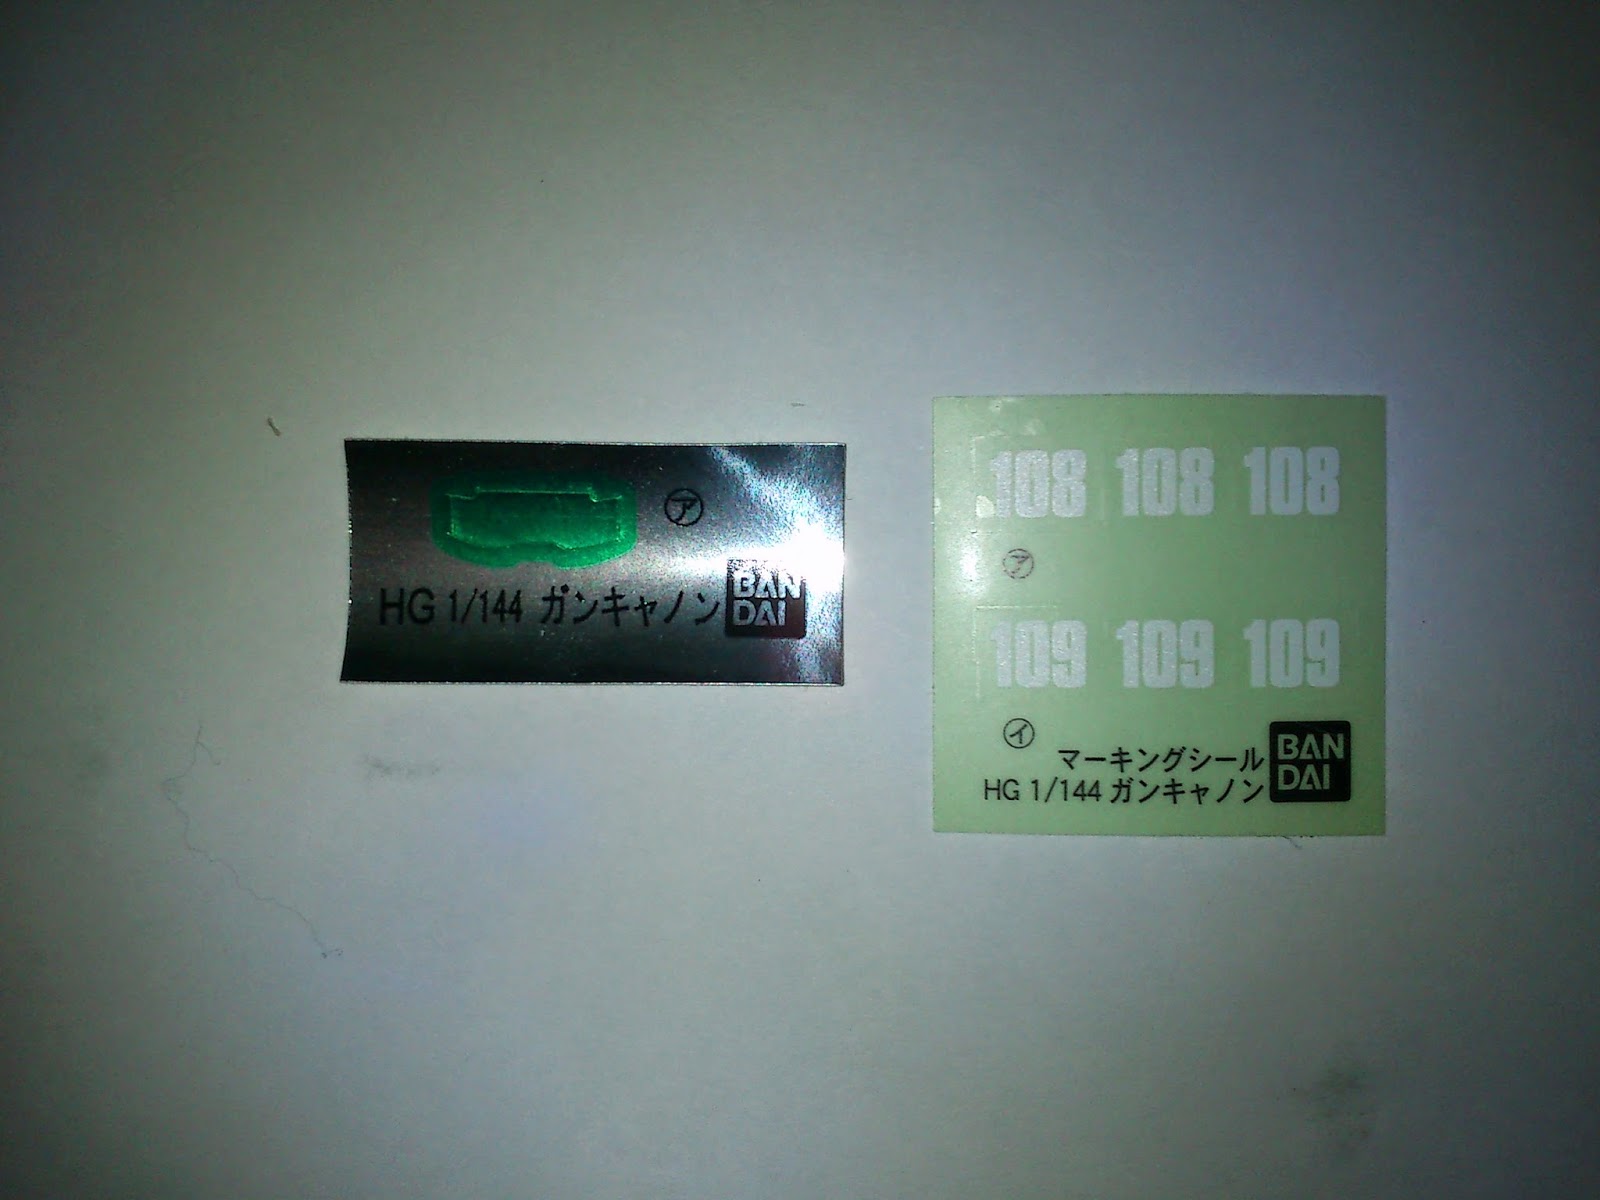 ㋐
HG 1/144 ガンキャノン
BAN
DAI
108 108 108
㋐
109 109 109
㋑
マーキングシール
HG 1/144 ガンキャノン
BAN
DAI